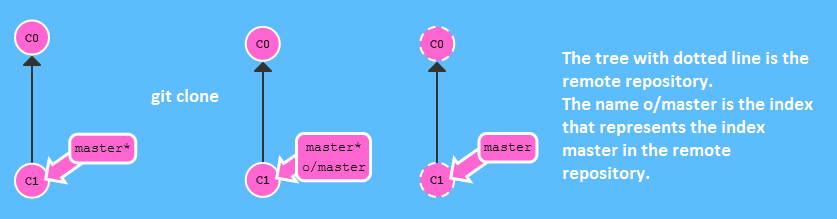 C0
C1
master*
git clone
C0
C1
master*
o/master
C0
C1
master
The tree with dotted line is the
remote repository.
The name o/master is the index
that represents the index
master in the remote
repository.